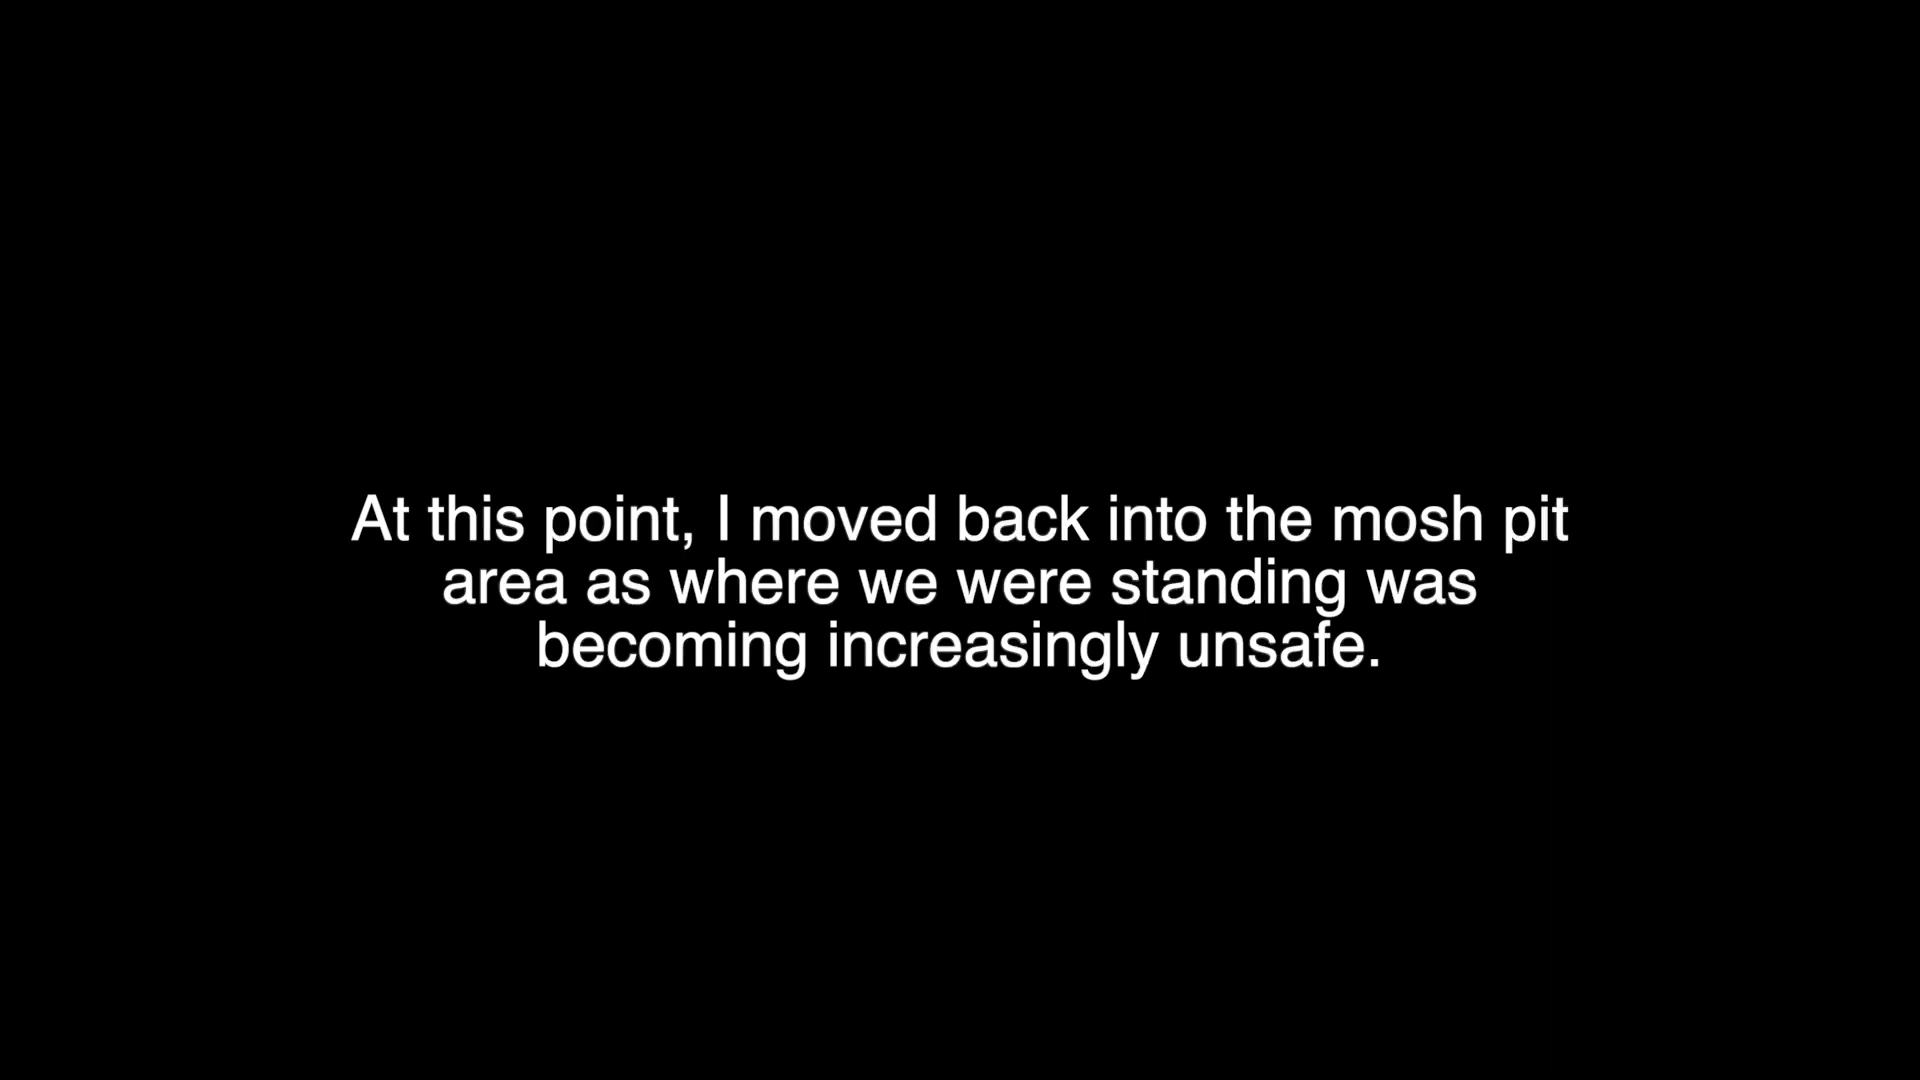 At this point, I moved back into the mosh pit
area as where we were standing was
becoming increasingly unsafe.